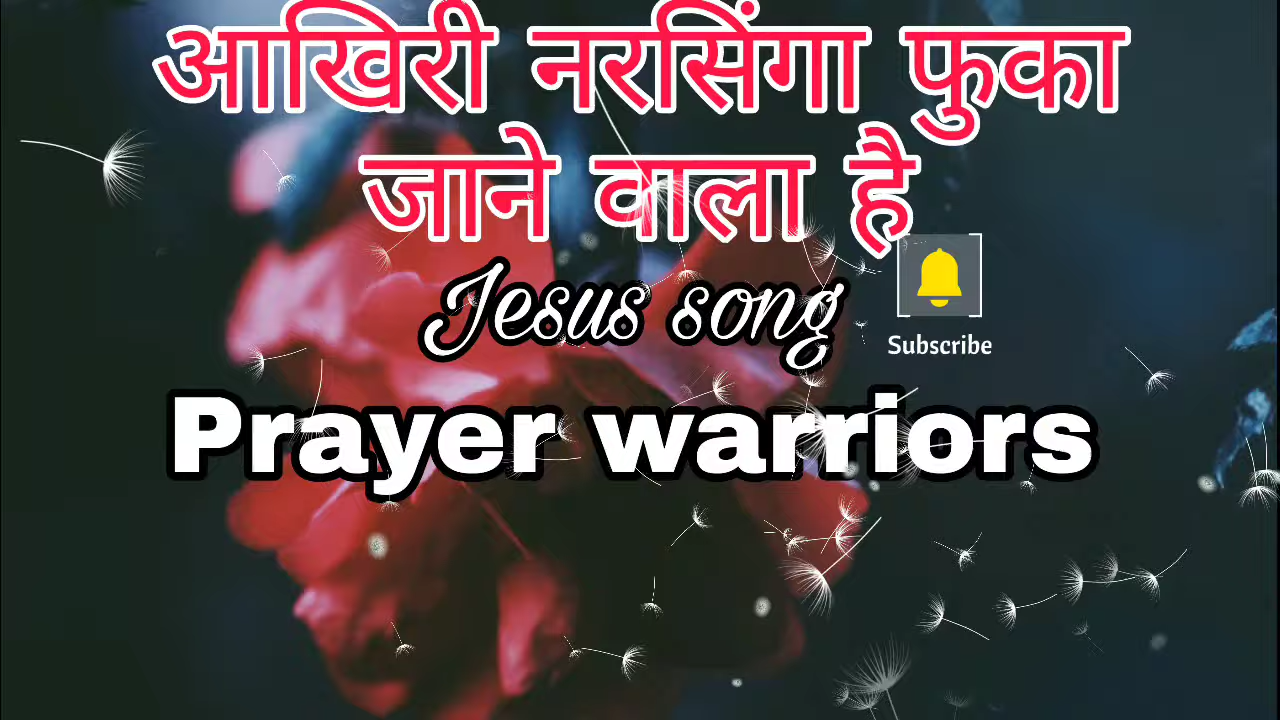 आखिरी नरसिंगा फुका
जाने वाला है
Jesus song
Subscribe
Prayer warriors